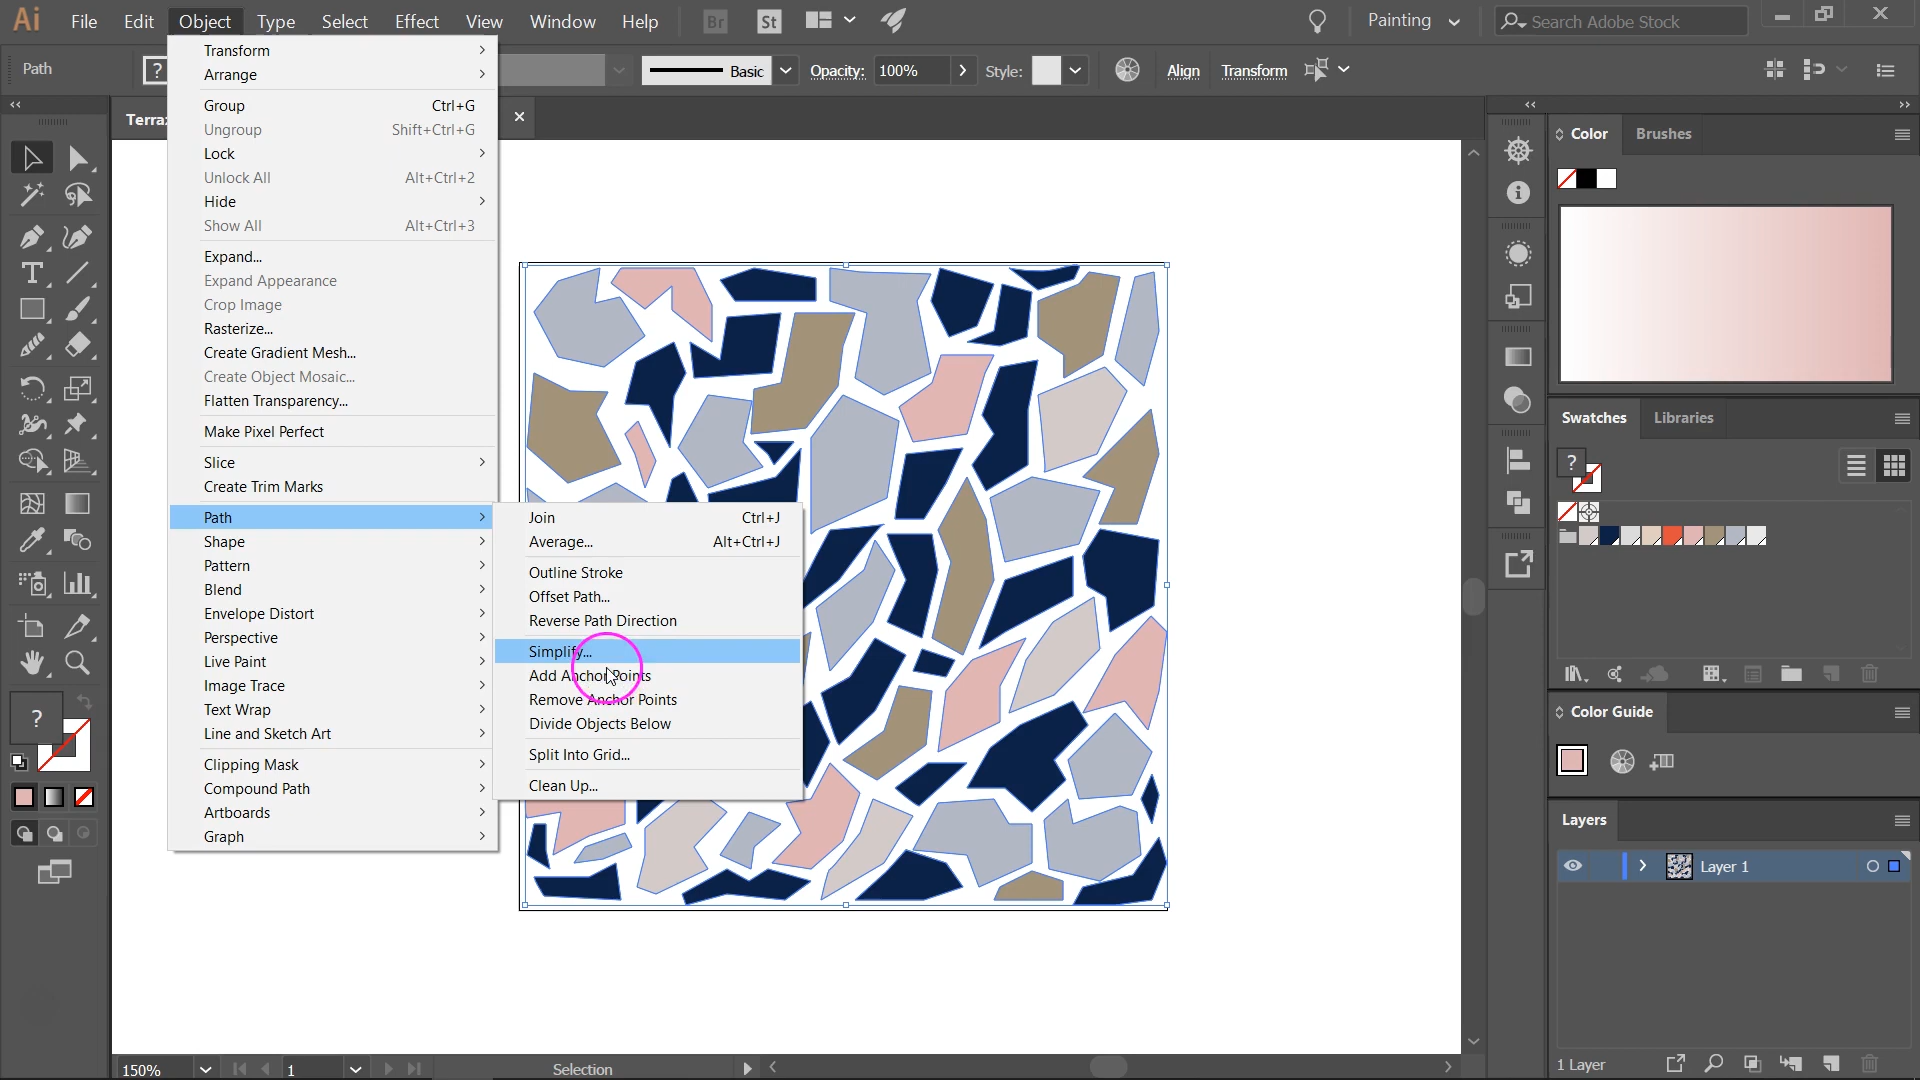 Ai File Edit Object Type Select Effect View Window Help Br St Painting Search Adobe Stock
Path ? Basic Opacity: 100% Style: Align Transform
Terraz
Transform
Arrange
Group Ctrl+G
Ungroup Shift+Ctrl+G
Lock
Unlock All Alt+Ctrl+2
Hide
Show All Alt+Ctrl+3
Expand...
Expand Appearance
Crop Image
Rasterize...
Create Gradient Mesh...
Create Object Mosaic...
Flatten Transparency...
Make Pixel Perfect
Slice
Create Trim Marks
Path
Shape
Pattern
Blend
Envelope Distort
Perspective
Live Paint
Image Trace
Text Wrap
Line and Sketch Art
Clipping Mask
Compound Path
Artboards
Graph
Join Ctrl+J
Average... Alt+Ctrl+J
Outline Stroke
Offset Path...
Reverse Path Direction
Simplify...
Add Anchor Points
Remove Anchor Points
Divide Objects Below
Split Into Grid...
Clean Up...
Color Brushes
Swatches Libraries
?
Color Guide
Layers
Layer 1
1 Layer
?
150% 1 Selection